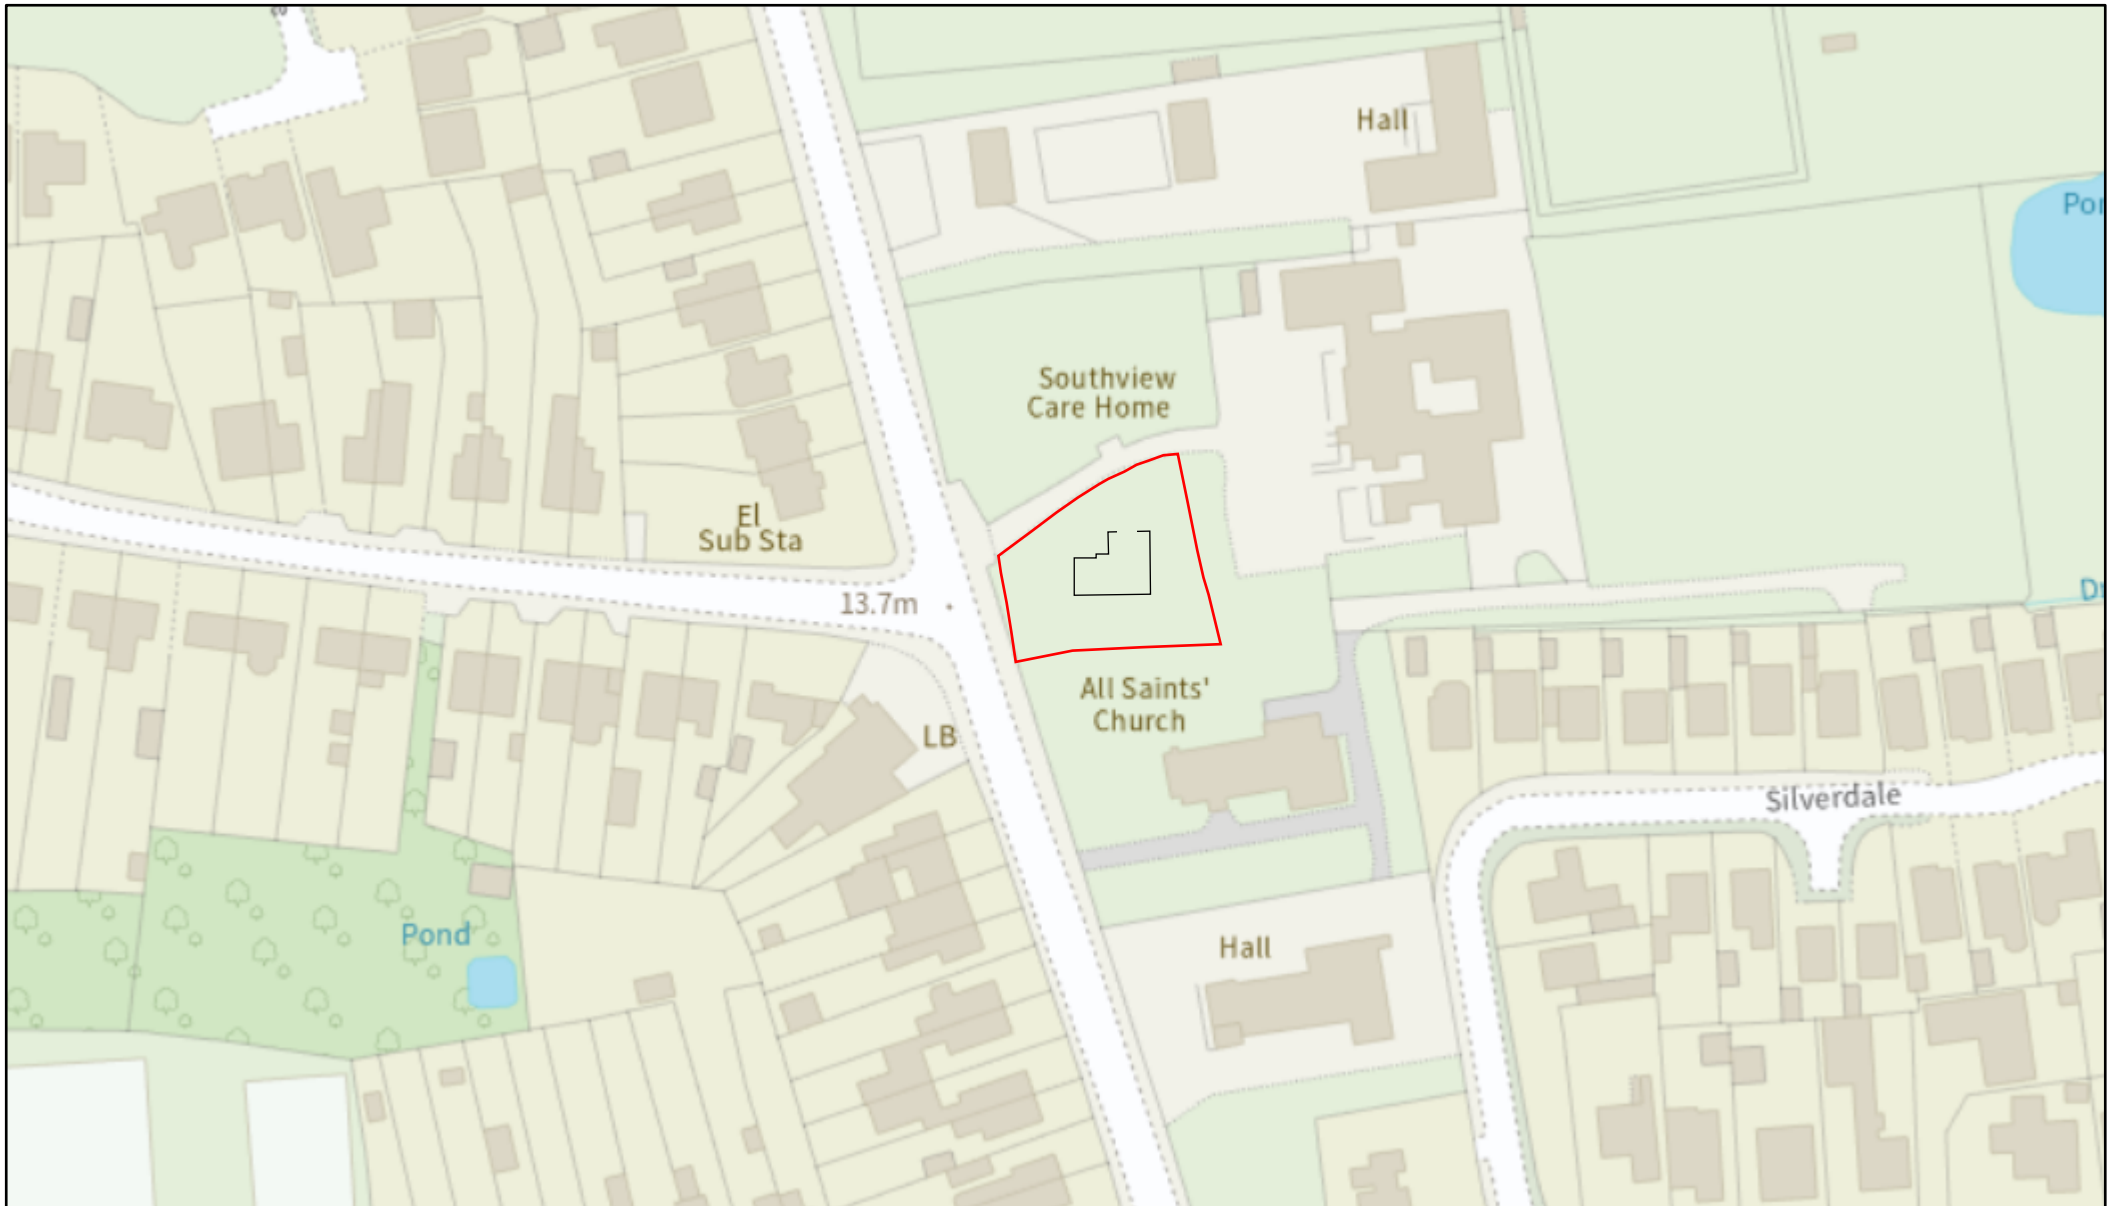 Hall
Southview
Care Home
El
Sub Sta
13.7m
All Saints'
Church
LB
Silverdale
Pond
Hall